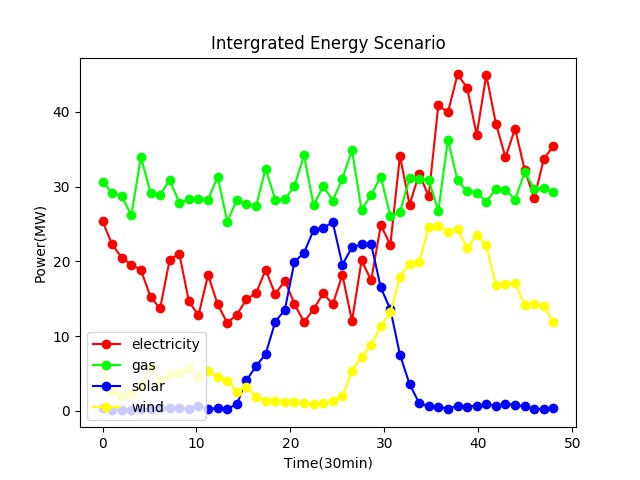 Intergrated Energy Scenario
Power(MW)
40
30
20
10
0
electricity
gas
solar
wind
0 10 20 30 40 50
Time(30min)